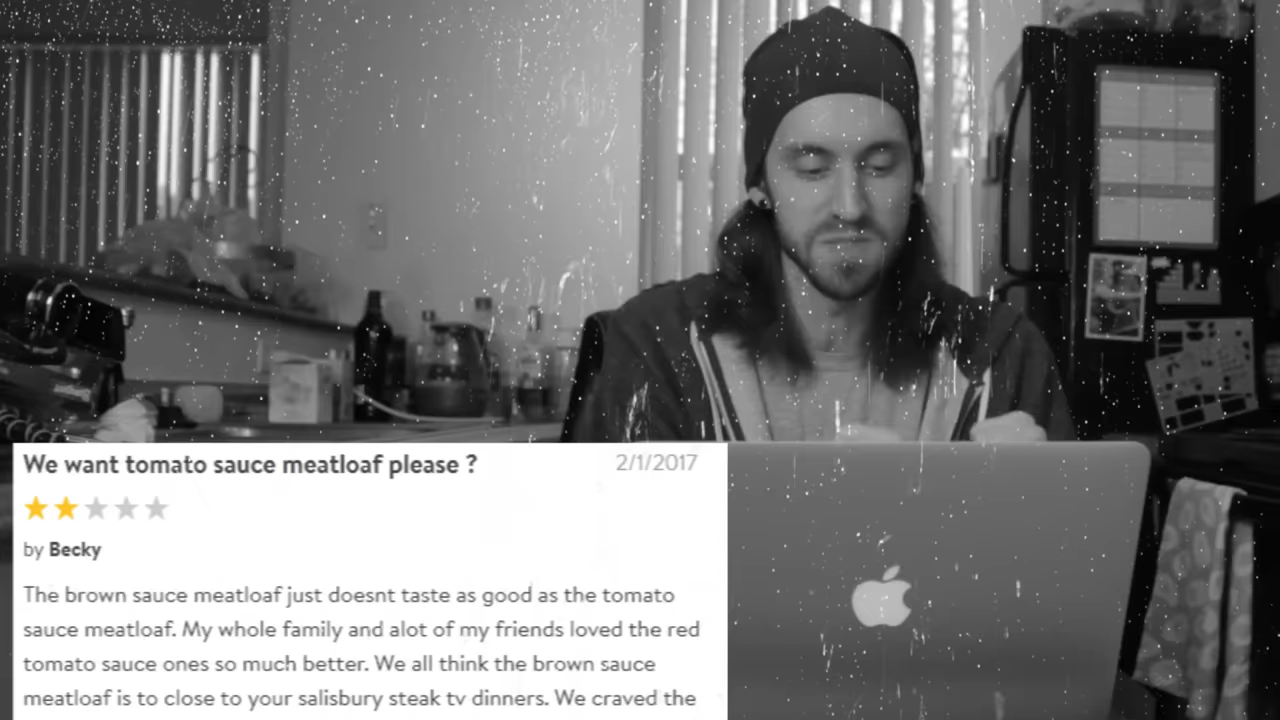 We want tomato sauce meatloaf please ? 2/1/2017
by Becky
The brown sauce meatloaf just doesnt taste as good as the tomato
sauce meatloaf. My whole family and alot of my friends loved the red
tomato sauce ones so much better. We all think the brown sauce
meatloaf is to close to your salisbury steak tv dinners. We craved the